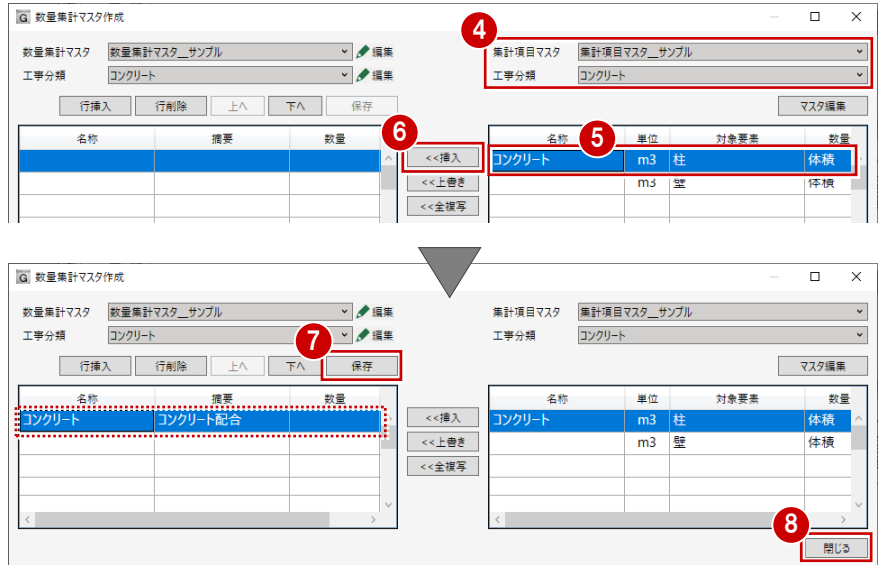 G 数量集計マスタ作成
4
数量集計マスタ 数量集計マスタ__サンプル 編集 集計項目マスタ 集計項目マスタ__サンプル
工事分類 コンクリート 編集 工事分類 コンクリート
行挿入 行削除 上へ 下へ 保存 マスタ編集
6 5
名称 摘要 数量 名称 単位 対象要素 数量
<<挿入 コンクリート m3 柱 体積
<<上書き m3 壁 体積
<<全複写
G 数量集計マスタ作成
数量集計マスタ 数量集計マスタ__サンプル 編集 集計項目マスタ 集計項目マスタ__サンプル
工事分類 コンクリート 編集 工事分類 コンクリート
7
行挿入 行削除 上へ 下へ 保存 マスタ編集
名称 摘要 数量 名称 単位 対象要素 数量
コンクリート コンクリート配合 <<挿入 コンクリート m3 柱 体積
<<上書き m3 壁 体積
<<全複写
8
閉じる